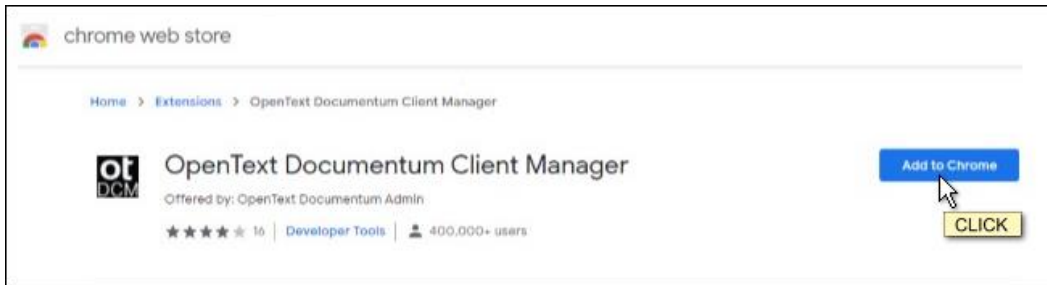 chrome web store
Home > Extensions > OpenText Documentum Client Manager
ot
DCM
OpenText Documentum Client Manager
Add to Chrome
Offered by: OpenText Documentum Admin
16 | Developer Tools | 400,000+ users
CLICK